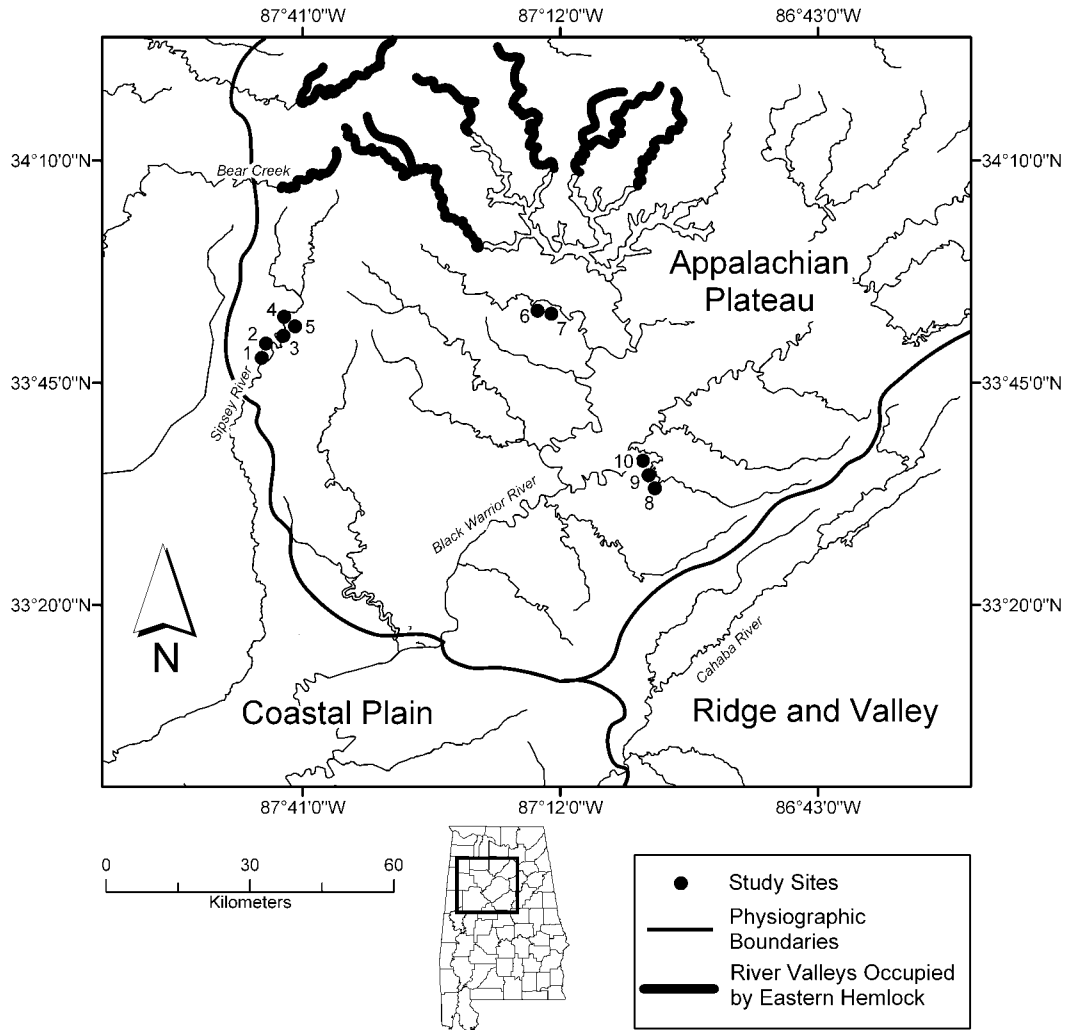 87°41'0"W
87°12'0"W
86°43'0"W
34°10'0"N
34°10'0"N
Bear Creek
Appalachian
Plateau
4
5
6
7
2
3
1
33°45'0"N
33°45'0"N
Sipsey River
10
9
8
Black Warrior River
33°20'0"N
33°20'0"N
N
Cahaba River
Coastal Plain
Ridge and Valley
87°41'0"W
87°12'0"W
86°43'0"W
0
30
60
Kilometers
Study Sites
Physiographic
Boundaries
River Valleys Occupied
by Eastern Hemlock